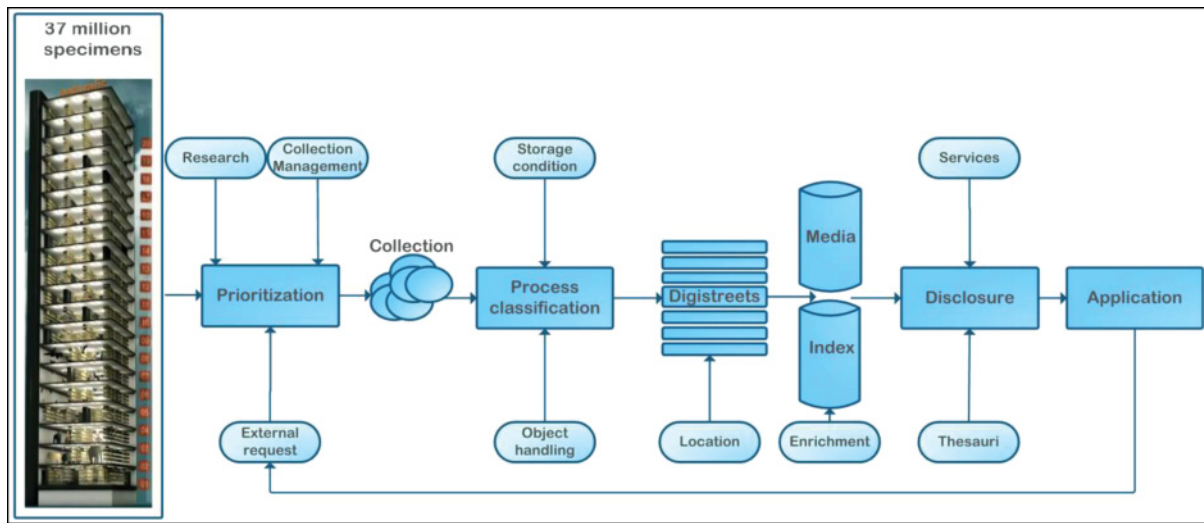 37 million
specimens
Research
Collection
Management
Storage
condition
Services
Collection
Media
Prioritization
Process
classification
Digistreets
Disclosure
Application
Index
External
request
Object
handling
Location
Enrichment
Thesauri